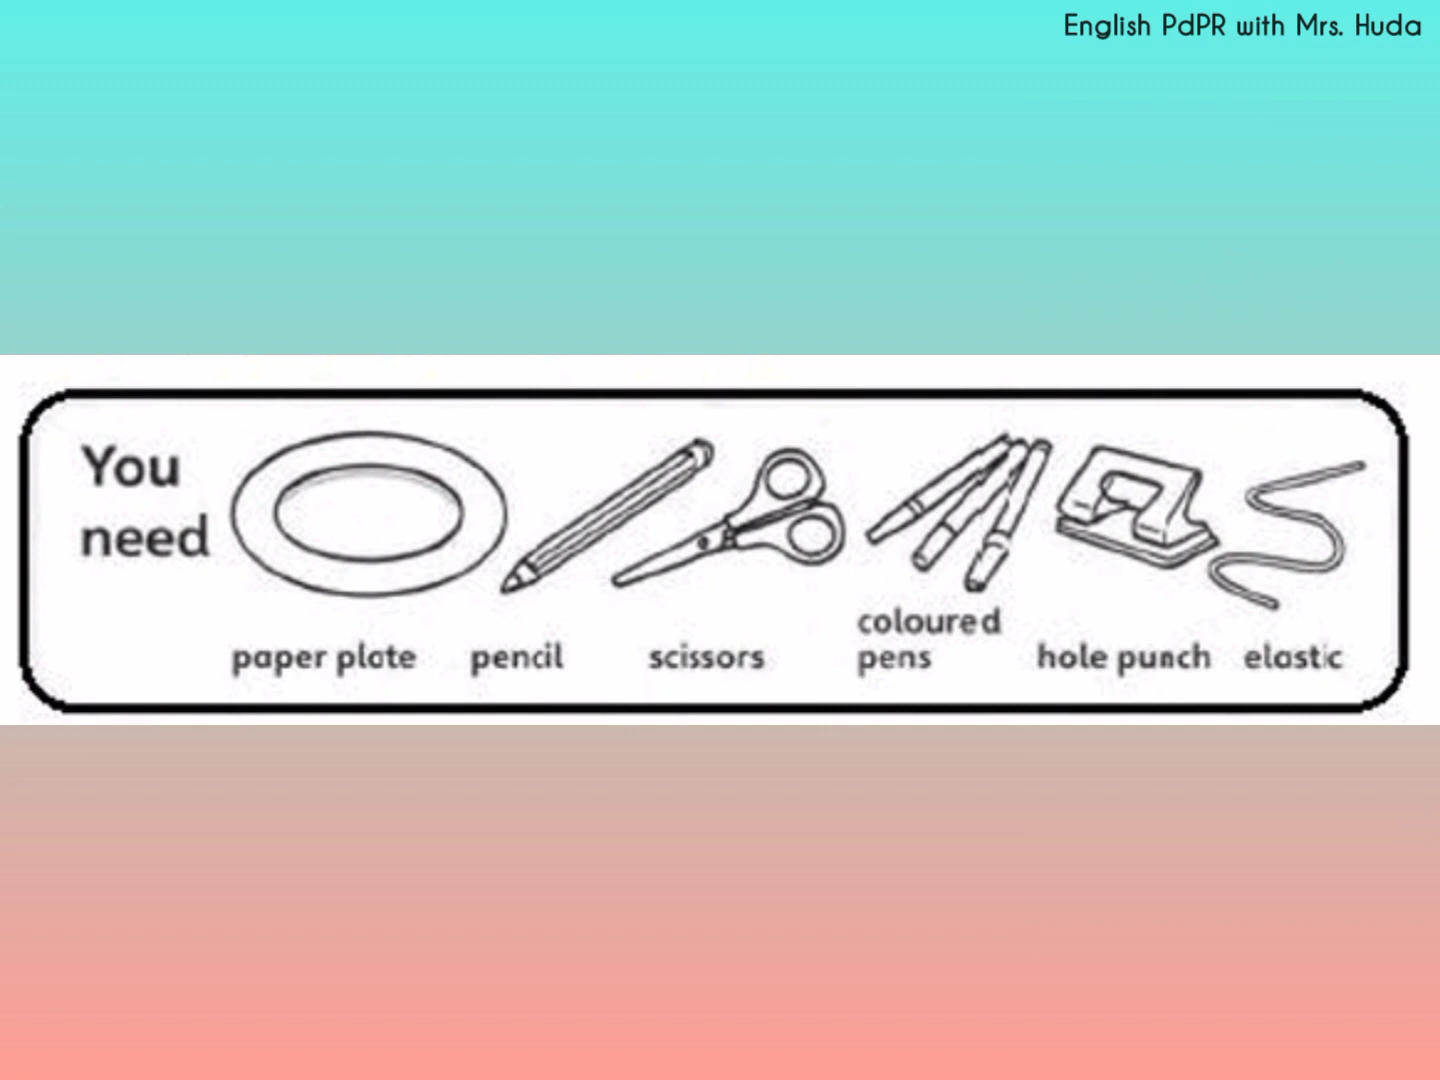 English PdPR with Mrs. Huda
You
need
paper plate
pencil
scissors
coloured
pens
hole punch
elastic